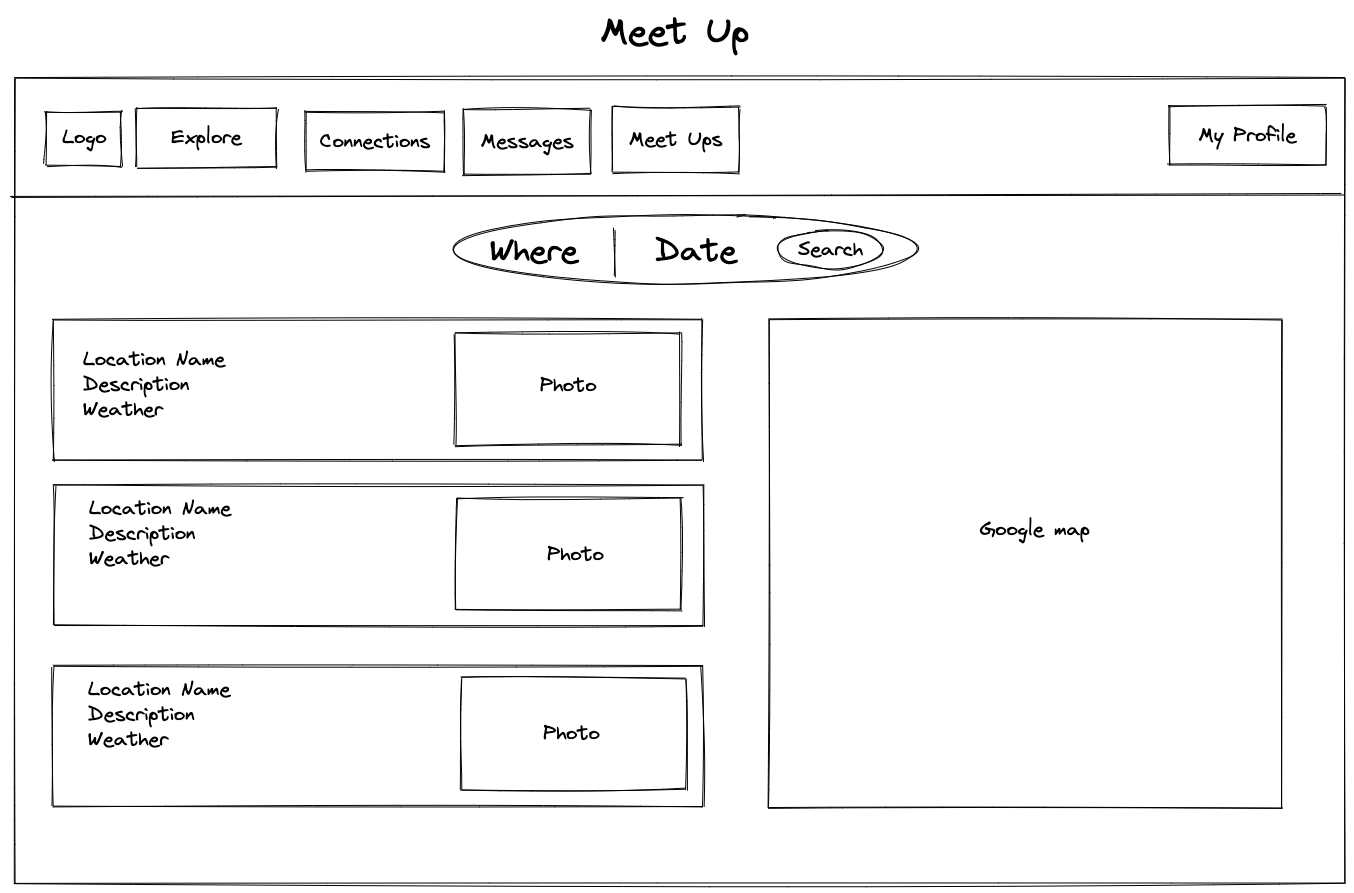 Meet Up
Logo
Explore
Connections
Messages
Meet Ups
My Profile
Where
Date
Search
Location Name
Description
Weather
Photo
Location Name
Description
Weather
Photo
Location Name
Description
Weather
Photo
Google map